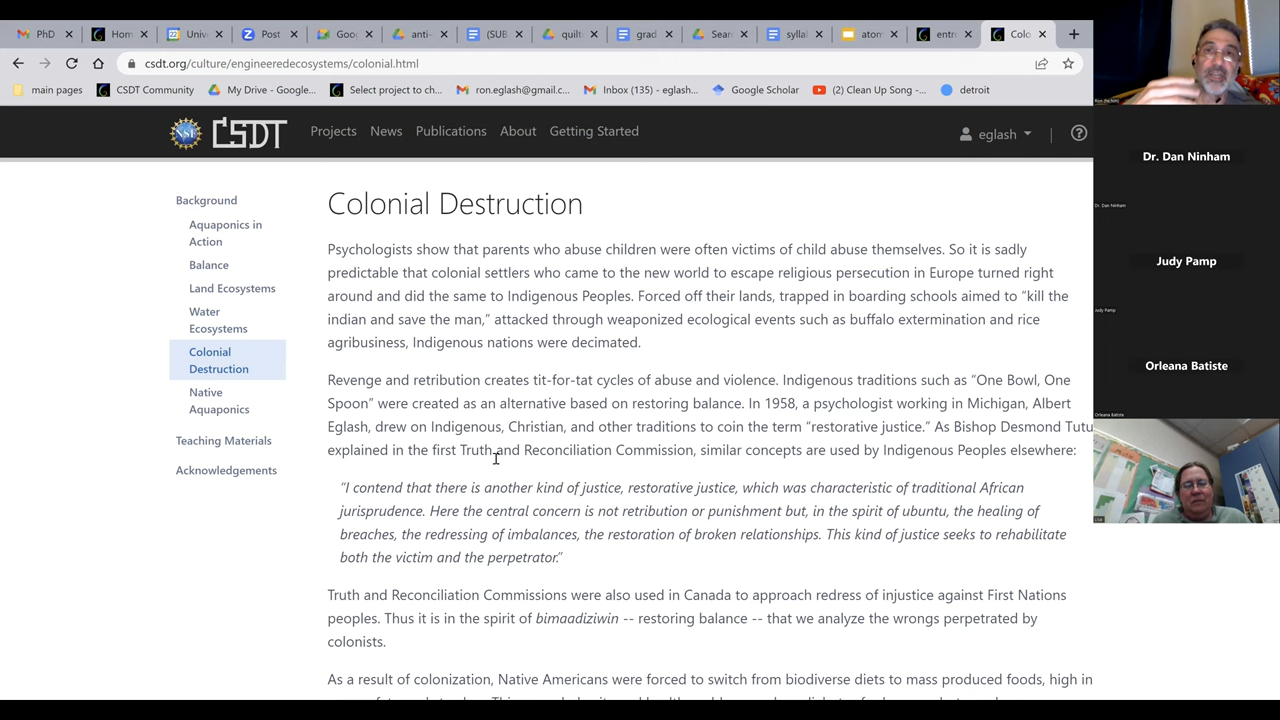 PhD
Hom
Univ
Post
Goo
anti-
(SUB
quilt
grad
Sear
syllal
atom
entr
Colo
csdt.org/culture/engineeredecosystems/colonial.html
main pages
CSDT Community
My Drive - Google...
Select project to ch...
ron.eglash@gmail.c...
Inbox (135) - eglash...
Google Scholar
(2) Clean Up Song -...
detroit
NSF
CSDT
Projects
News
Publications
About
Getting Started
eglash
Background
Aquaponics in
Action
Balance
Land Ecosystems
Water
Ecosystems
Colonial
Destruction
Native
Aquaponics
Teaching Materials
Acknowledgements
Colonial Destruction
Psychologists show that parents who abuse children were often victims of child abuse themselves. So it is sadly
predictable that colonial settlers who came to the new world to escape religious persecution in Europe turned right
around and did the same to Indigenous Peoples. Forced off their lands, trapped in boarding schools aimed to “kill the
indian and save the man,” attacked through weaponized ecological events such as buffalo extermination and rice
agribusiness, Indigenous nations were decimated.
Revenge and retribution creates tit-for-tat cycles of abuse and violence. Indigenous traditions such as “One Bowl, One
Spoon” were created as an alternative based on restoring balance. In 1958, a psychologist working in Michigan, Albert
Eglash, drew on Indigenous, Christian, and other traditions to coin the term “restorative justice.” As Bishop Desmond Tutu
explained in the first Truth and Reconciliation Commission, similar concepts are used by Indigenous Peoples elsewhere:
“I contend that there is another kind of justice, restorative justice, which was characteristic of traditional African
jurisprudence. Here the central concern is not retribution or punishment but, in the spirit of ubuntu, the healing of
breaches, the redressing of imbalances, the restoration of broken relationships. This kind of justice seeks to rehabilitate
both the victim and the perpetrator.”
Truth and Reconciliation Commissions were also used in Canada to approach redress of injustice against First Nations
peoples. Thus it is in the spirit of bimaadiziwin -- restoring balance -- that we analyze the wrongs perpetrated by
colonists.
As a result of colonization, Native Americans were forced to switch from biodiverse diets to mass produced foods, high in
Dr. Dan Ninham
Dr. Dan Ninham
Judy Pamp
Judy Pamp
Orleana Batiste
Orleana Batiste